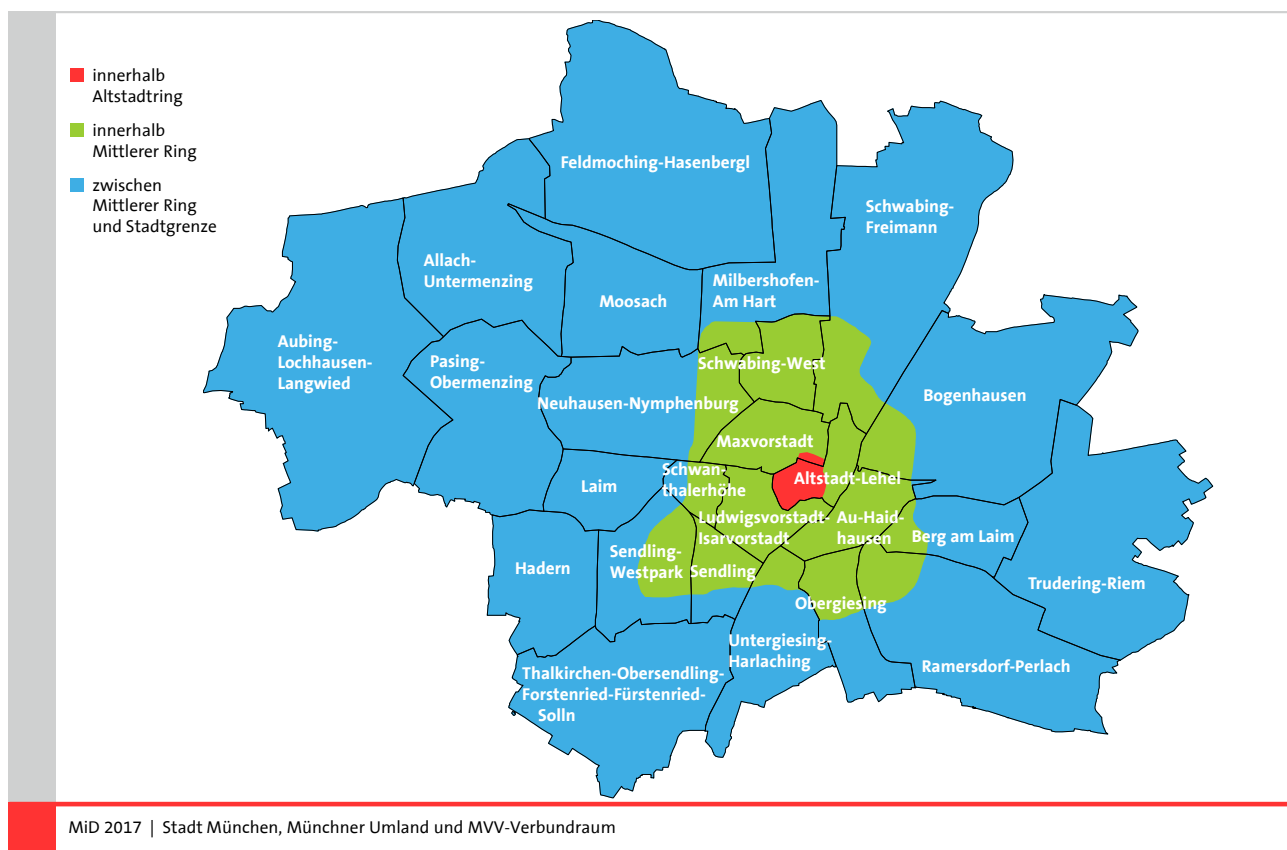 innerhalb
Altstadtring
innerhalb
Mittlerer Ring
zwischen
Mittlerer Ring
und Stadtgrenze
Feldmoching-Hasenbergl
Schwabing-
Freimann
Allach-
Untermenzing
Moosach
Milbershofen-
Am Hart
Aubing-
Lochhausen-
Langwied
Pasing-
Obermenzing
Schwabing-West
Neuhausen-Nymphenburg
Bogenhausen
Maxvorstadt
Laim
Schwan-
thalerhöhe
Altstadt-Lehel
Ludwigsvorstadt-
Isarvorstadt
Au-Haid-
hausen
Berg am Laim
Hadern
Sendling-
Westpark
Sendling
Trudering-Riem
Obergiesing
Untergiesing-
Harlaching
Ramersdorf-Perlach
Thalkirchen-Obersendling-
Forstenried-Fürstenried-
Solln
MiD 2017 | Stadt München, Münchner Umland und MVV-Verbundraum